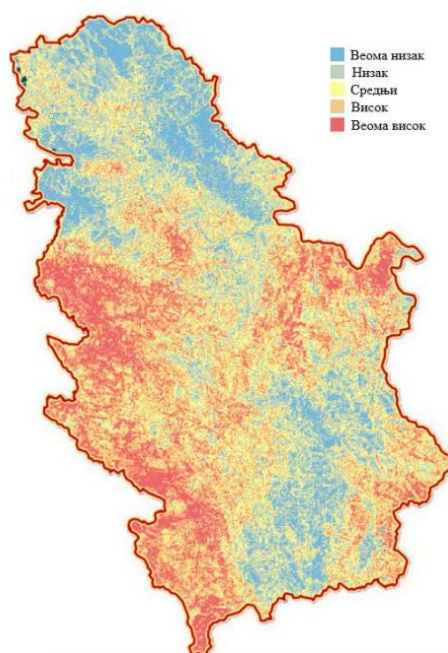 Веома низак
Низак
Средњи
Висок
Веома висок